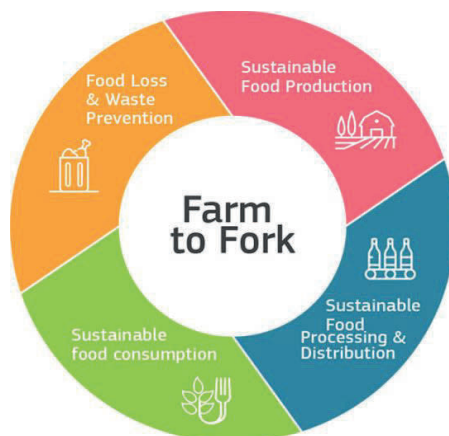 Food Loss
& Waste
Prevention
Sustainable
Food Production
Farm
to Fork
Sustainable
Food
Processing &
Distribution
Sustainable
food consumption